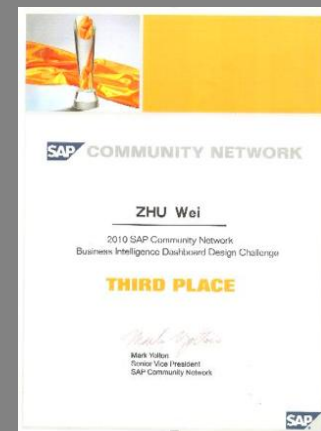 SAP COMMUNITY NETWORK
ZHU Wei
2010 SAP Community Network
Business Intelligence Dashboard Design Challenge
THIRD PLACE
Mark Yolton
Senior Vice President
SAP Community Network
SAP